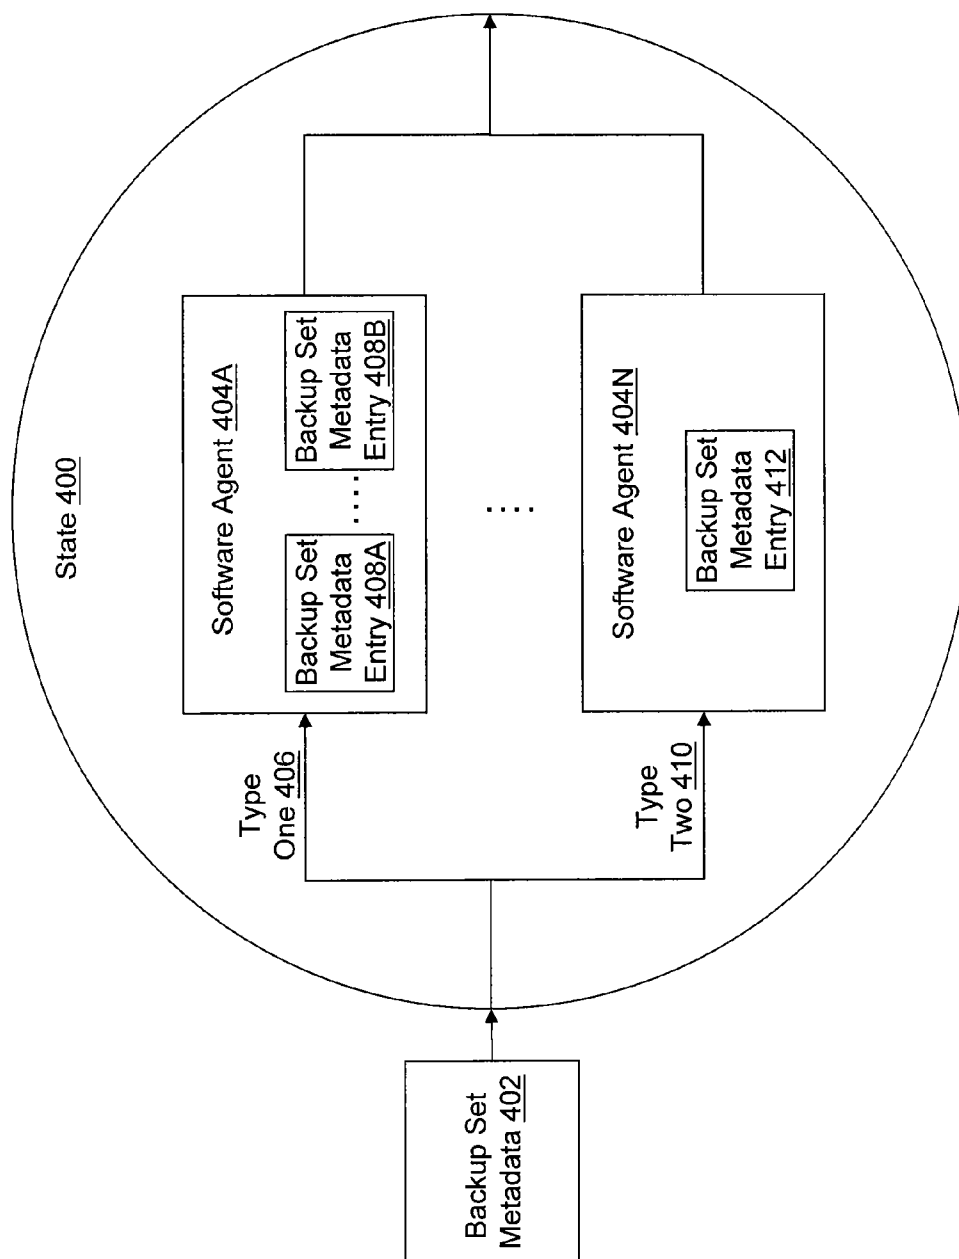 State 400
Software Agent 404A
Backup Set
Metadata
Entry 408A
....
Backup Set
Metadata
Entry 408B
Type
One 406
....
Software Agent 404N
Backup Set
Metadata
Entry 412
Type
Two 410
Backup Set
Metadata 402